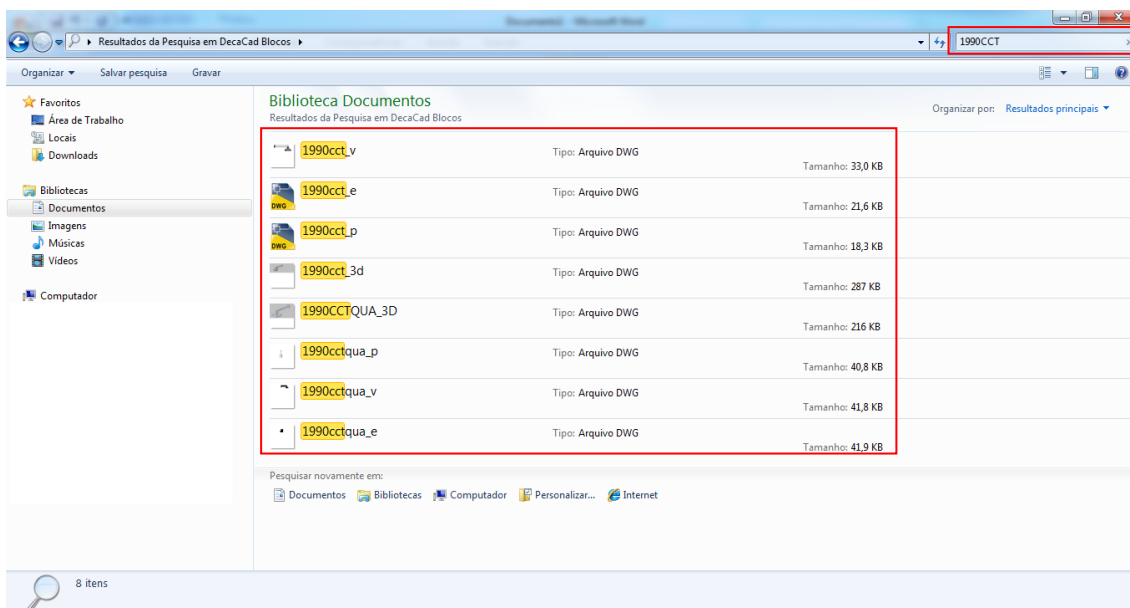 Resultados da Pesquisa em DecaCad Blocos
1990CCT
Organizar Salvar pesquisa Gravar
Favoritos
Área de Trabalho
Locais
Downloads
Bibliotecas
Documentos
Imagens
Músicas
Vídeos
Computador
Biblioteca Documentos
Resultados da Pesquisa em DecaCad Blocos
Organizar por: Resultados principais
1990cct_v Tipo: Arquivo DWG Tamanho: 33,0 KB
DWG 1990cct_e Tipo: Arquivo DWG Tamanho: 21,6 KB
DWG 1990cct_p Tipo: Arquivo DWG Tamanho: 18,3 KB
1990cct_3d Tipo: Arquivo DWG Tamanho: 287 KB
1990CCTQUA_3D Tipo: Arquivo DWG Tamanho: 216 KB
1990cctqua_p Tipo: Arquivo DWG Tamanho: 40,8 KB
1990cctqua_v Tipo: Arquivo DWG Tamanho: 41,8 KB
1990cctqua_e Tipo: Arquivo DWG Tamanho: 41,9 KB
Pesquisar novamente em:
Documentos Bibliotecas Computador Personalizar... Internet
8 itens